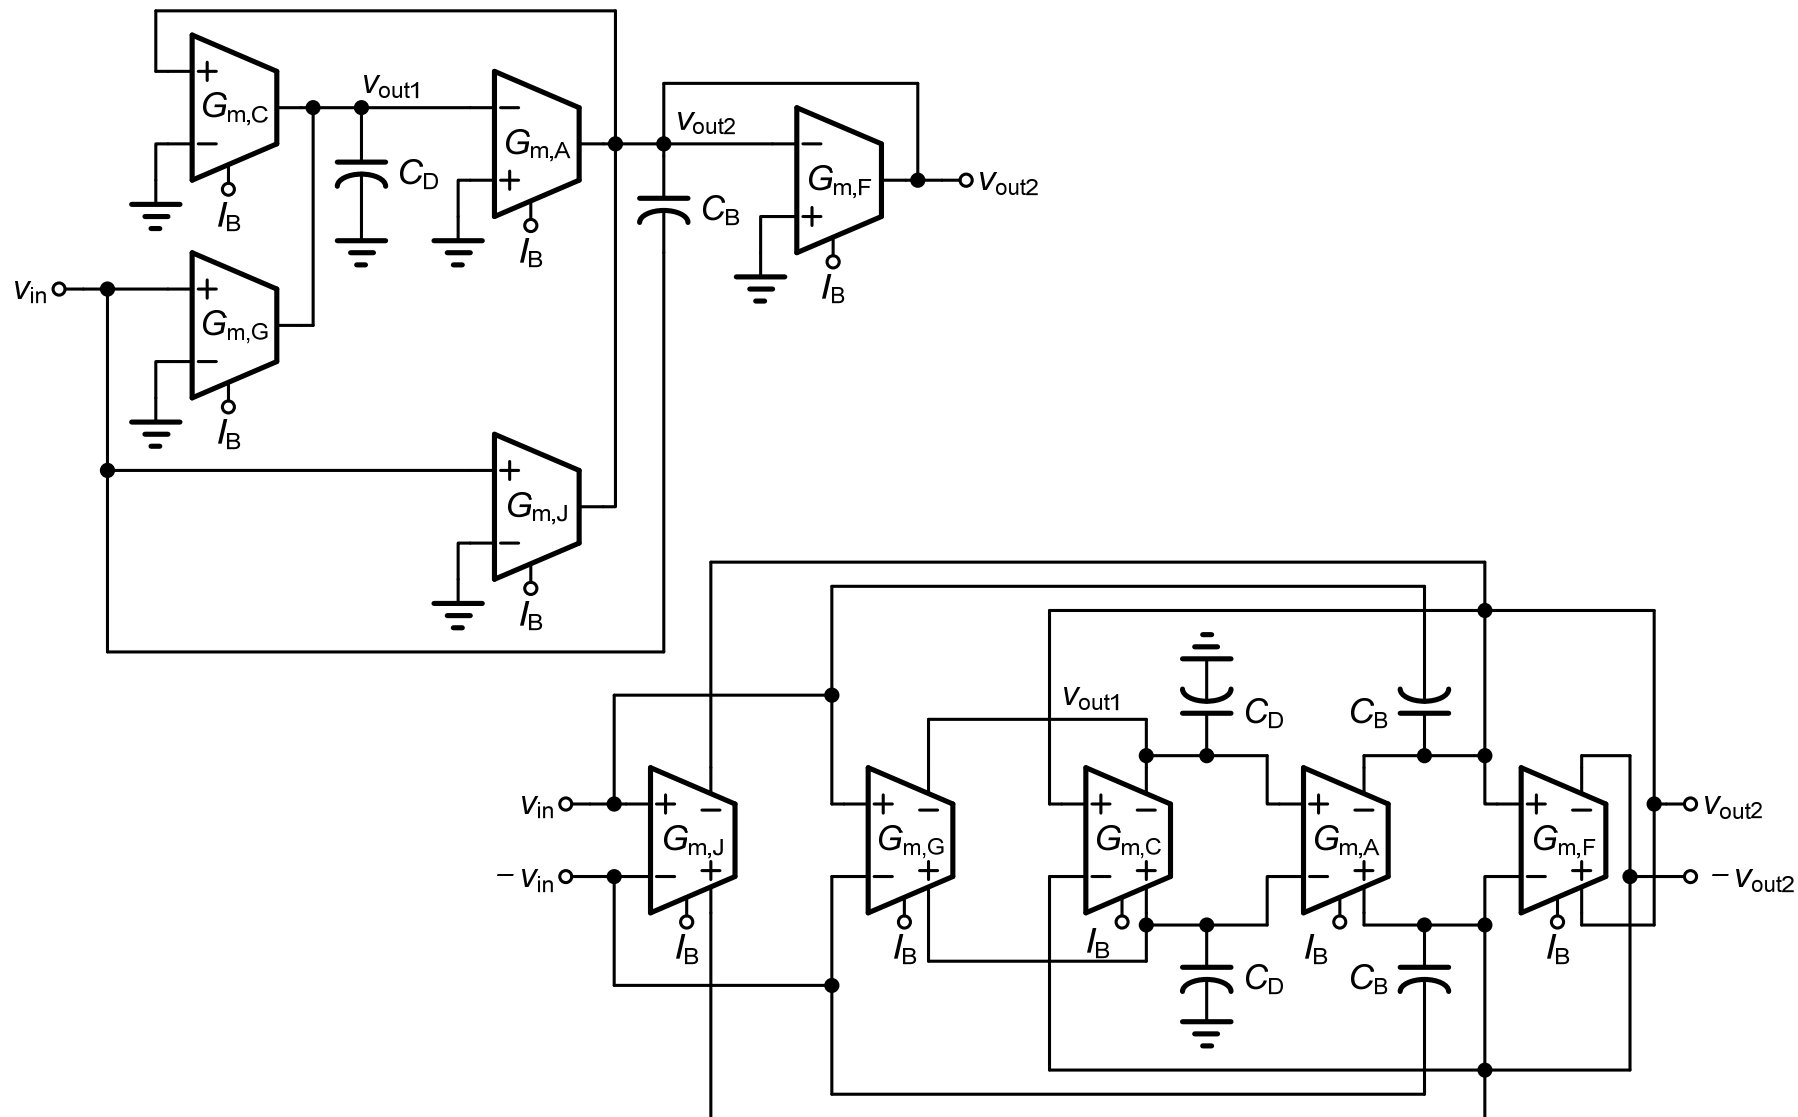 +
Gm,C
−
IB
vout1
CD
−
Gm,A
+
IB
vout2
CB
−
Gm,F
+
IB
vout2
vin
+
Gm,G
−
IB
+
Gm,J
−
IB
vout1
CD
CB
vin
−vin
+
−
Gm,J
−
+
IB
+
−
Gm,G
−
+
IB
+
−
Gm,C
−
+
IB
+
−
Gm,A
−
+
IB
+
−
Gm,F
−
+
IB
vout2
−vout2
CD
CB